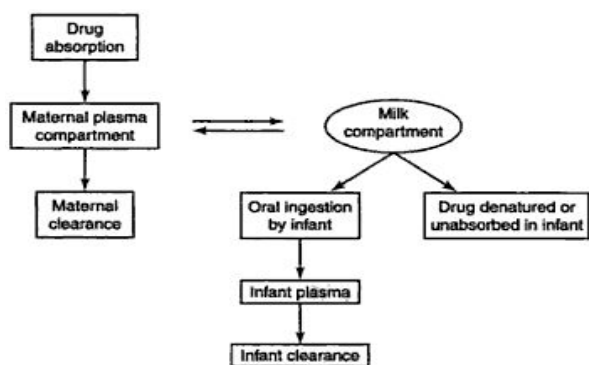 Drug
absorption
Maternal plasma
compartment
Maternal
clearance
Milk
compartment
Oral ingestion
by infant
Drug denatured or
unabsorbed in infant
Infant plasma
Infant clearance